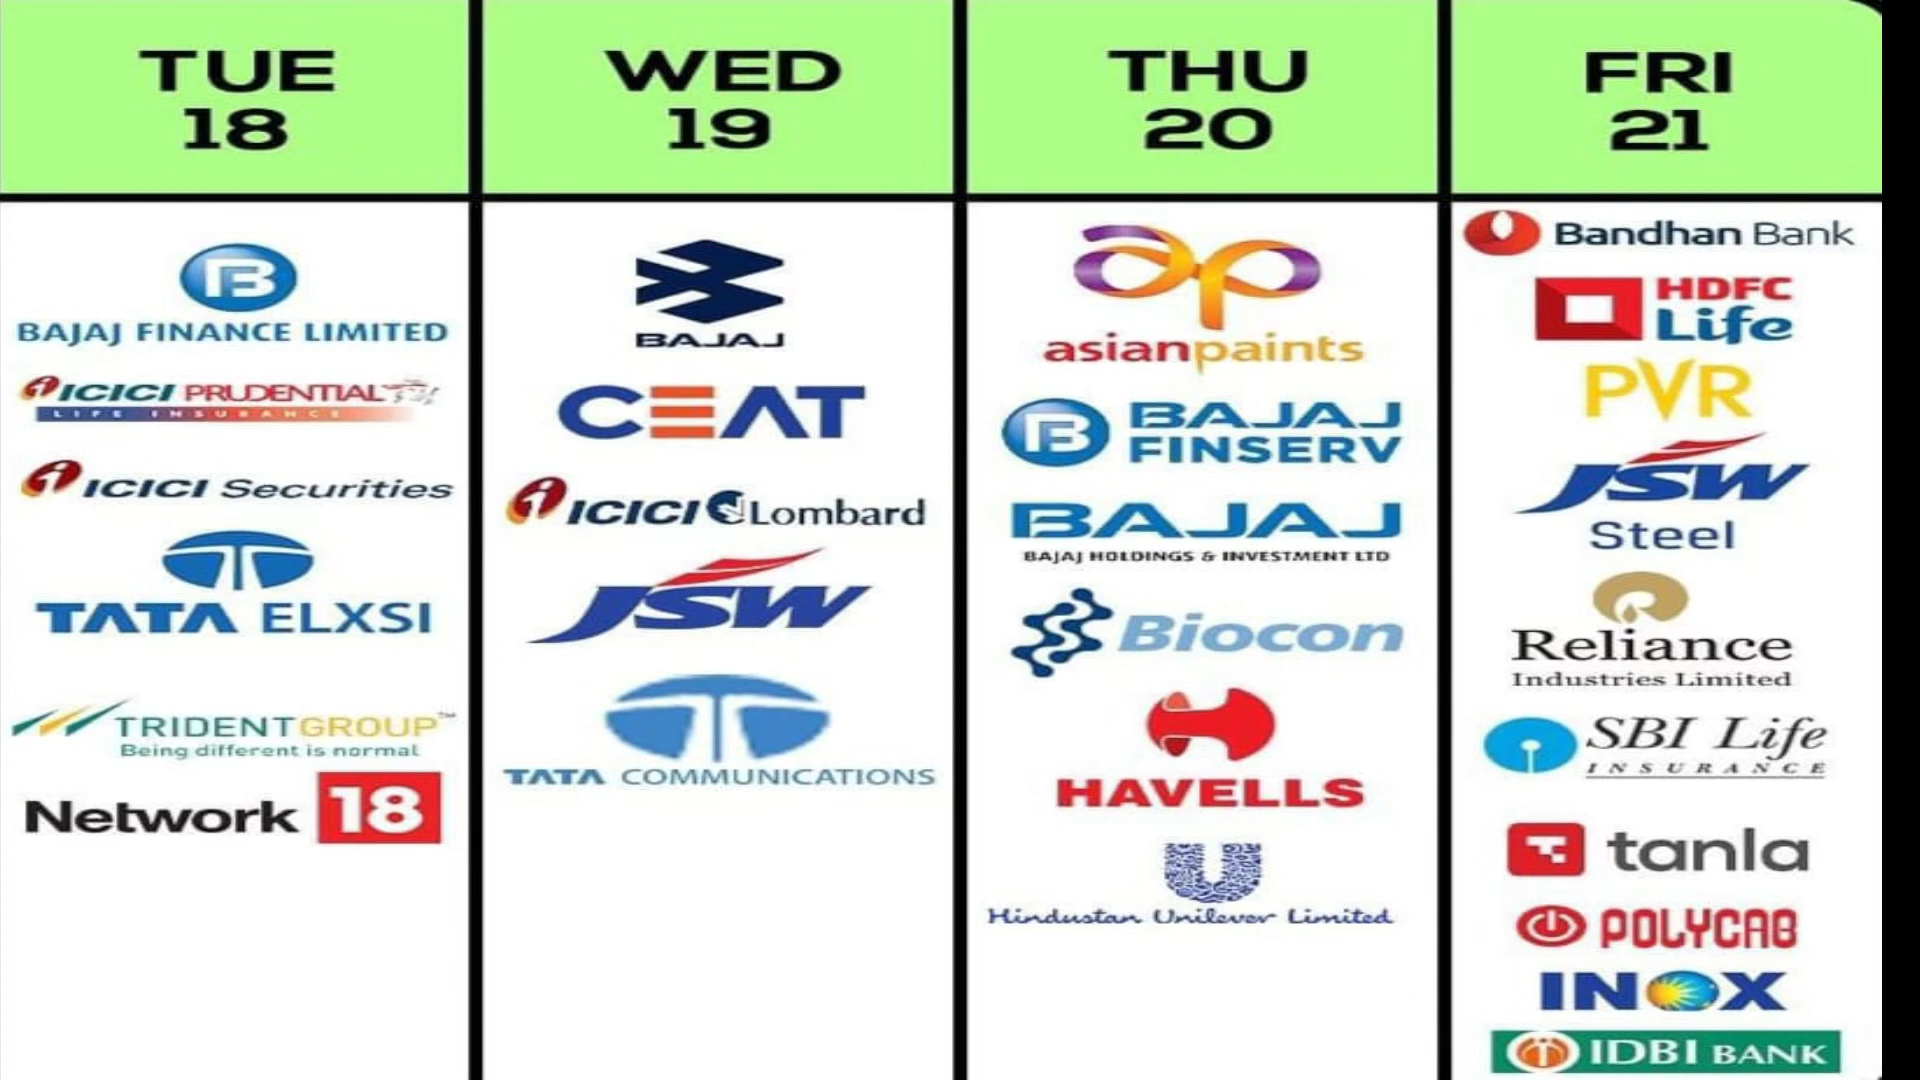 TUE
18
BAJAJ FINANCE LIMITED
ICICI PRUDENTIAL
LIFE INSURANCE
ICICI Securities
TATA ELXSI
TRIDENTGROUP™
Being different is normal
Network 18
WED
19
BAJAJ
CEAT
ICICI Lombard
JSW
TATA COMMUNICATIONS
THU
20
ap
asianpaints
BAJAJ
FINSERV
BAJAJ
BAJAJ HOLDINGS & INVESTMENT LTD
Biocon
HAVELLS
U
Hindustan Unilever Limited
FRI
21
Bandhan Bank
HDFC
Life
PVR
JSW
Steel
Reliance
Industries Limited
SBI Life
INSURANCE
tanla
POLYCAB
INOX
IDBI BANK